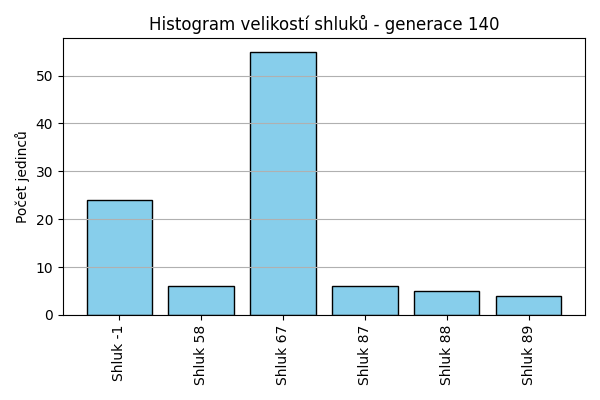 Histogram velikostí shluků - generace 140
Počet jedinců
50
40
30
20
10
0
Shluk -1
Shluk 58
Shluk 67
Shluk 87
Shluk 88
Shluk 89